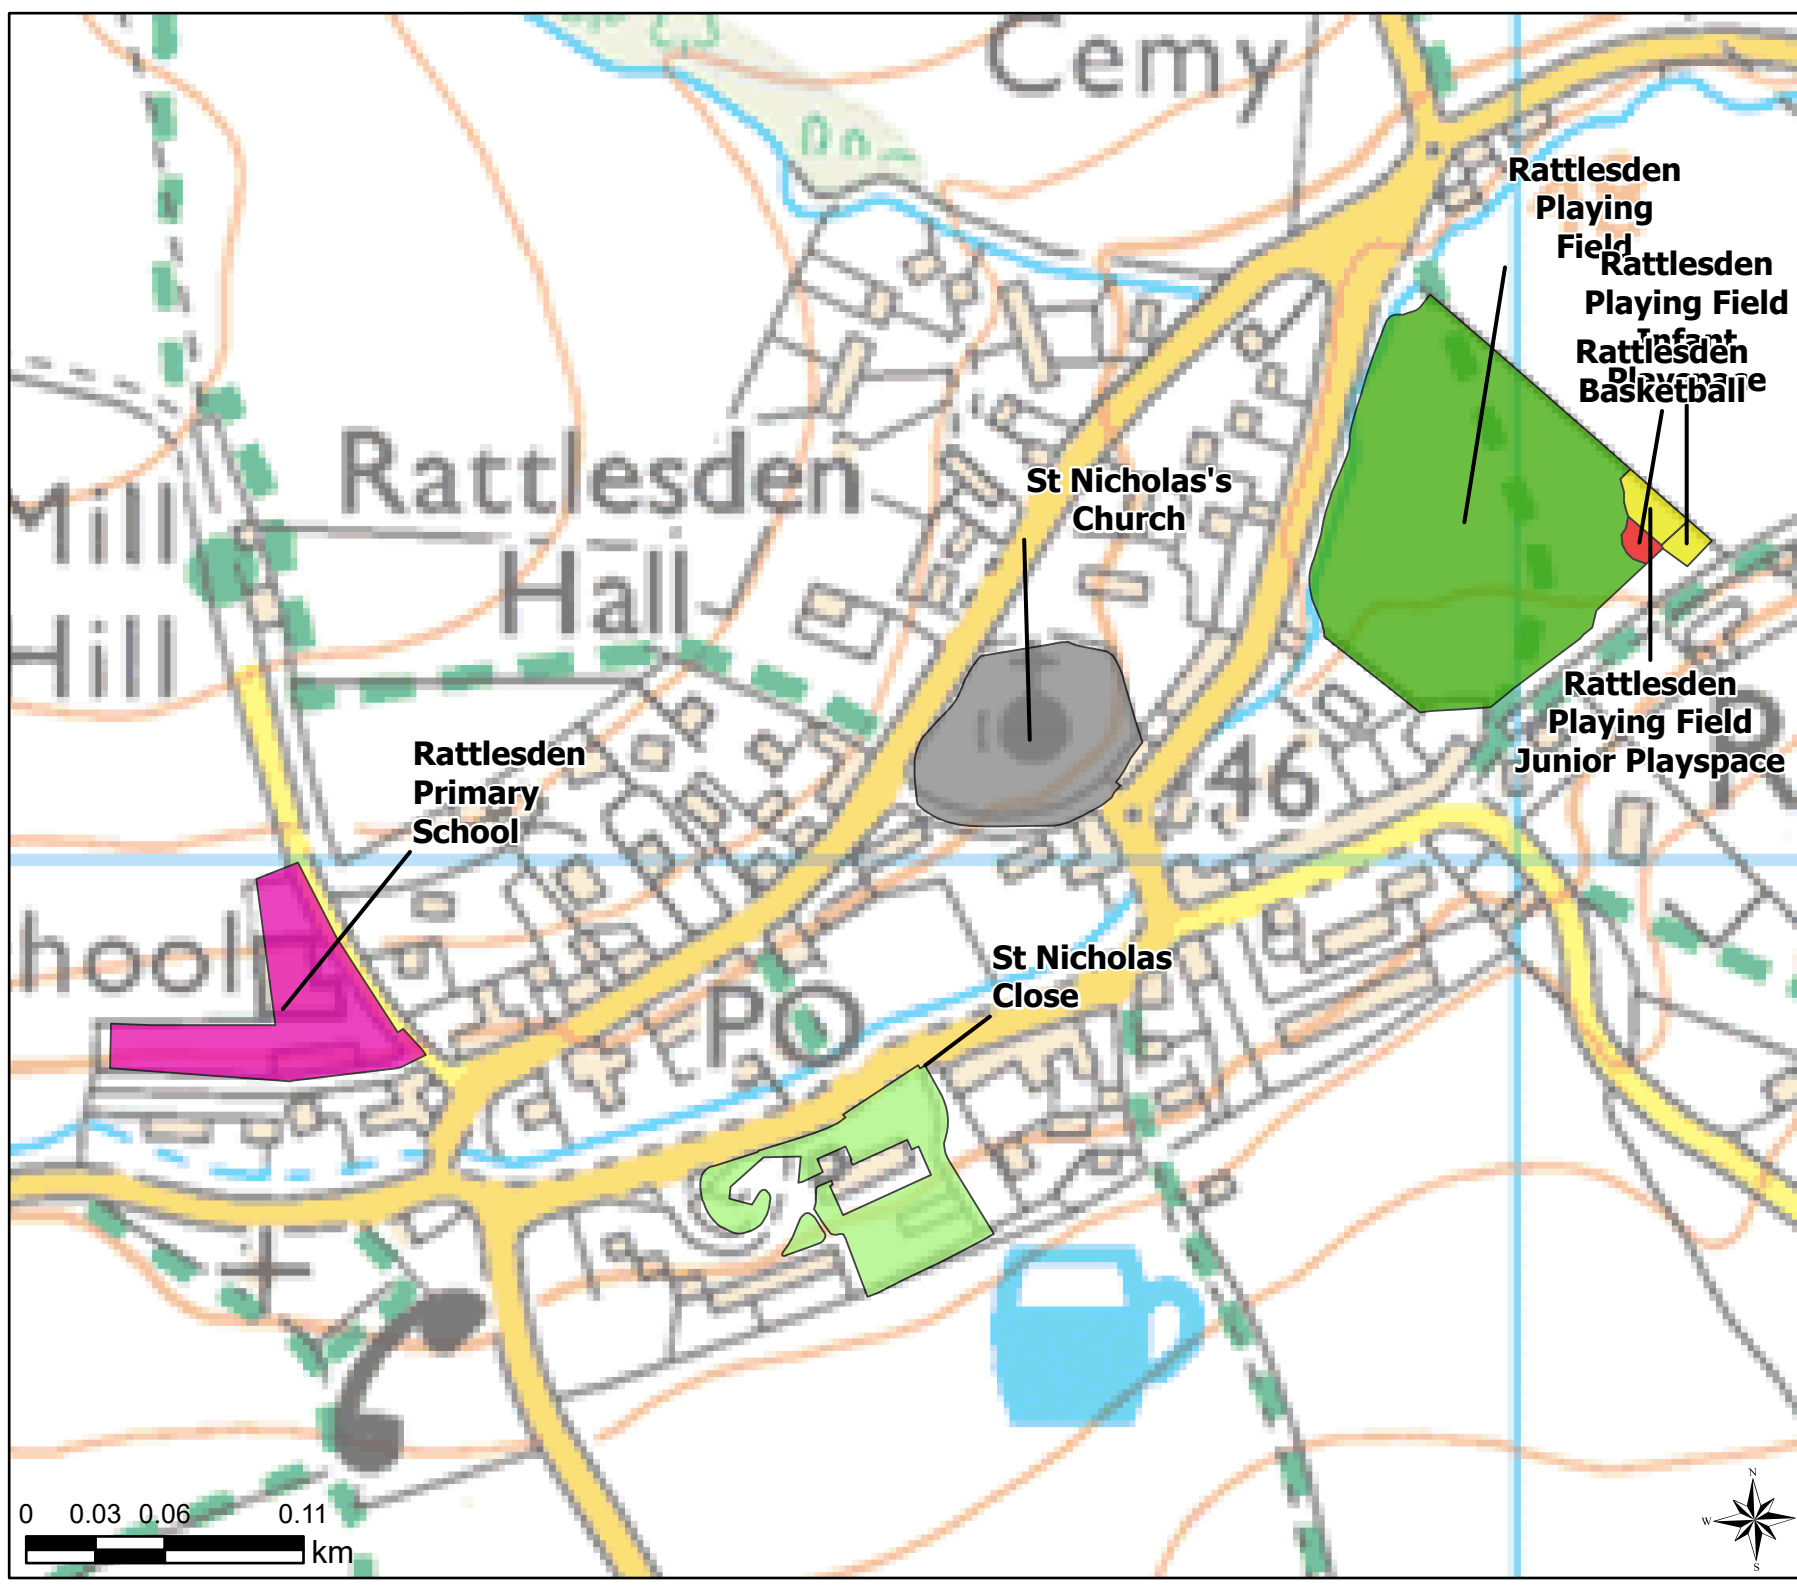 Cemy
Rattlesden
Playing
Field
Rattlesden
Playing Field
Infant
Playspace
Rattlesden
Basketball
Rattlesden
Hall
Mill
Hill
St Nicholas's
Church
Rattlesden
Playing Field
Junior Playspace
46
R
Rattlesden
Primary
School
hool
PO
St Nicholas
Close
0 0.03 0.06 0.11
km
N
W
S